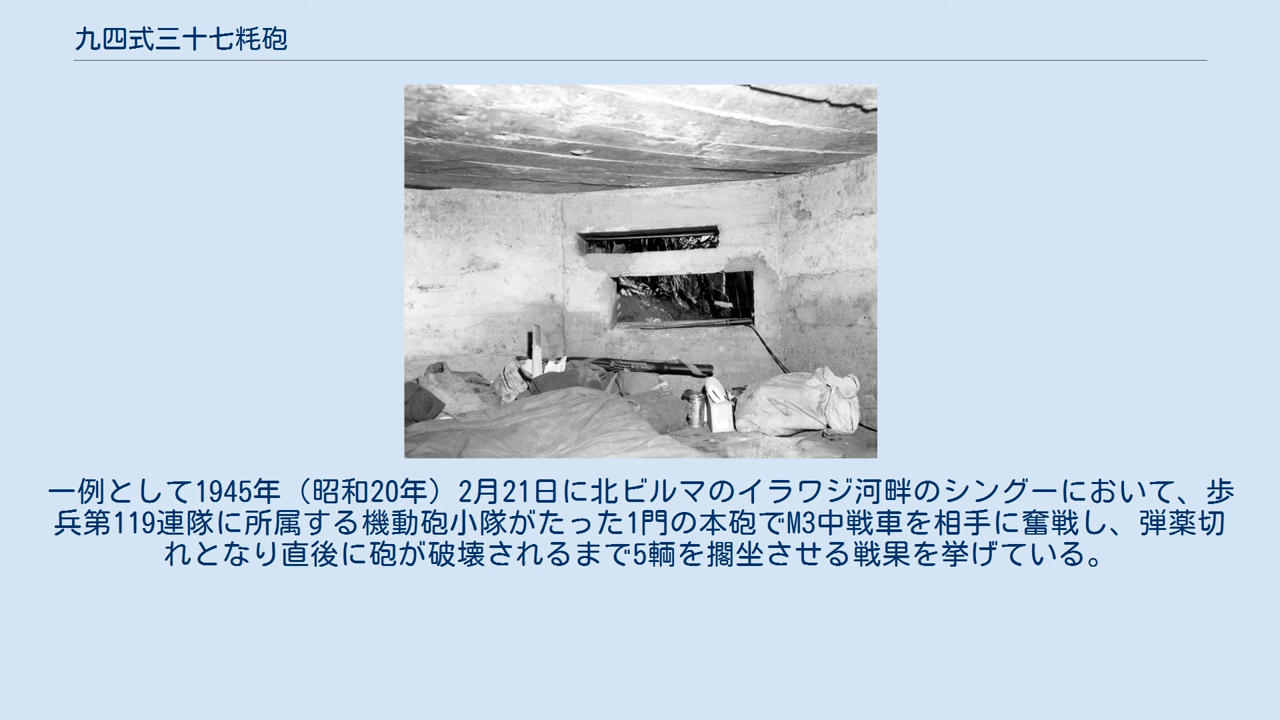 九四式三十七粍砲
一例として1945年（昭和20年）2月21日に北ビルマのイラワジ河畔のシングーにおいて、歩
兵第119連隊に所属する機動砲小隊がたった1門の本砲でM3中戦車を相手に奮戦し、弾薬切
れとなり直後に砲が破壊されるまで5輌を擱坐させる戦果を挙げている。